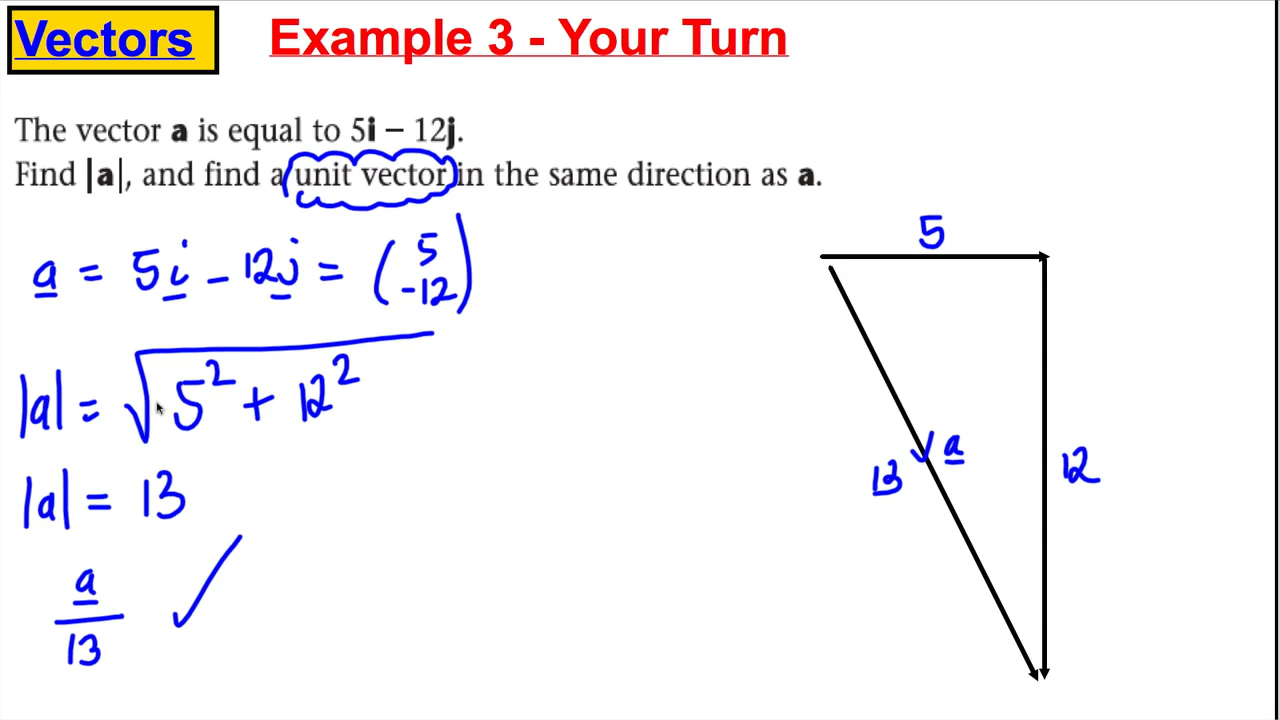 Vectors
Example 3 - Your Turn
The vector a is equal to 5i − 12j.
Find |a|, and find a unit vector in the same direction as a.
a = 5i - 12j = (5
-12)
|a| = √5² + 12²
|a| = 13
a
13
5
13
a
12